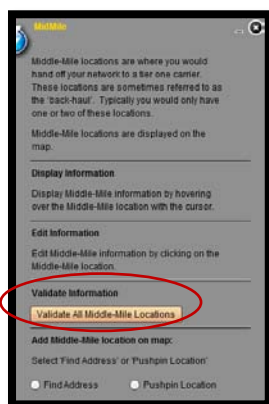 MidMile
Middle-Mile locations are where you would
hand off your network to a tier one carrier.
These locations are sometimes referred to as
the 'back-haul'. Typically you would only have
one or two of these locations.
Middle-Mile locations are displayed on the
map.
Display Information
Display Middle-Mile information by hovering
over the Middle-Mile location with the cursor.
Edit Information
Edit Middle-Mile information by clicking on the
Middle-Mile location.
Validate Information
Validate All Middle-Mile Locations
Add Middle-Mile location on map:
Select 'Find Address' or 'Pushpin Location'
Find Address
Pushpin Location